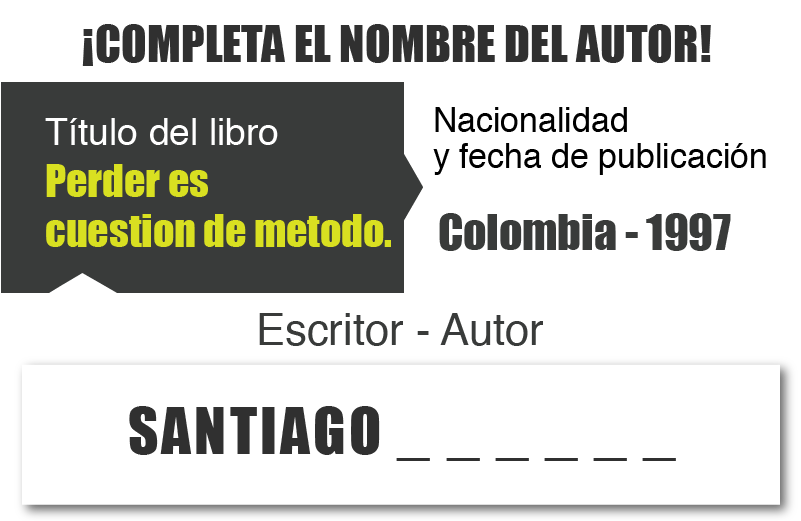 ¡COMPLETA EL NOMBRE DEL AUTOR!
Título del libro
Perder es
cuestion de metodo.
Nacionalidad
y fecha de publicación
Colombia - 1997
Escritor - Autor
SANTIAGO _ _ _ _ _ _